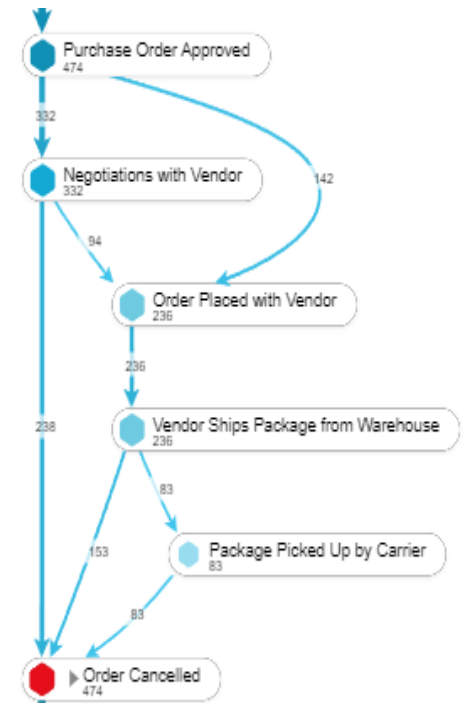 Purchase Order Approved
474
332
142
Negotiations with Vendor
332
94
Order Placed with Vendor
236
236
238
Vendor Ships Package from Warehouse
236
83
153
Package Picked Up by Carrier
83
83
Order Cancelled
474